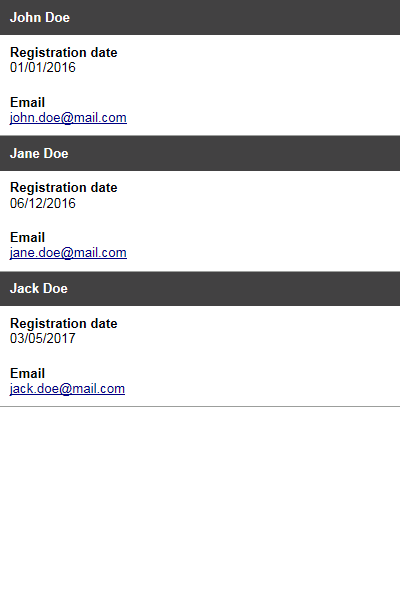 John Doe
Registration date
01/01/2016
Email
john.doe@mail.com
Jane Doe
Registration date
06/12/2016
Email
jane.doe@mail.com
Jack Doe
Registration date
03/05/2017
Email
jack.doe@mail.com